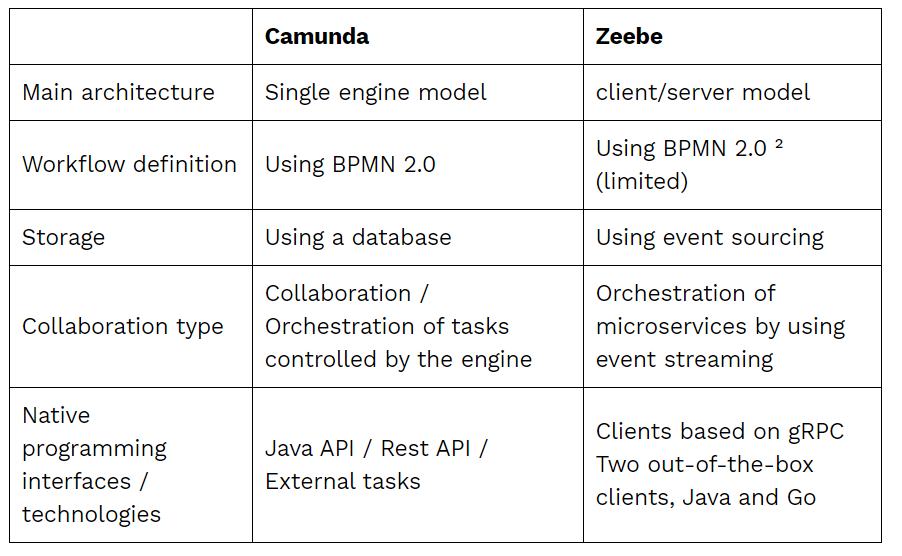 Camunda
Zeebe
Main architecture
Single engine model
client/server model
Workflow definition
Using BPMN 2.0
Using BPMN 2.0 ²
(limited)
Storage
Using a database
Using event sourcing
Collaboration type
Collaboration /
Orchestration of tasks
controlled by the engine
Orchestration of
microservices by using
event streaming
Native
programming
interfaces /
technologies
Java API / Rest API /
External tasks
Clients based on gRPC
Two out-of-the-box
clients, Java and Go